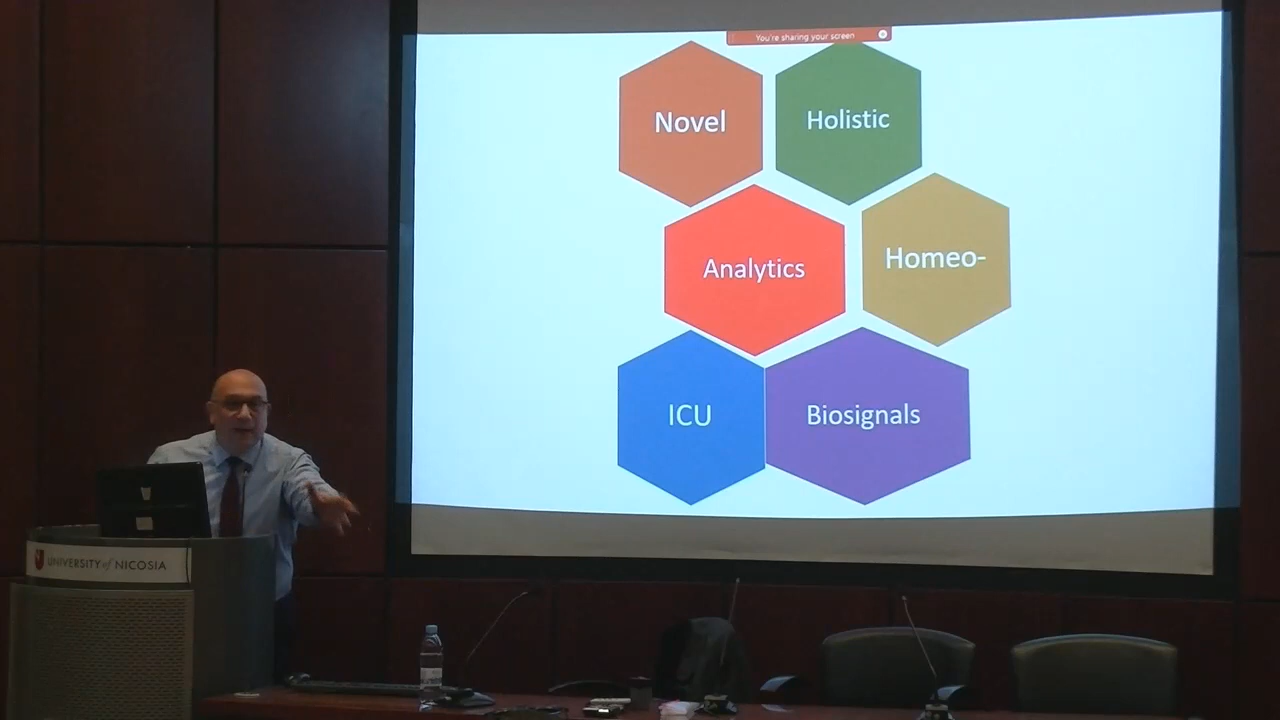 You're sharing your screen
Novel
Holistic
Analytics
Homeo-
ICU
Biosignals
UNIVERSITY of NICOSIA